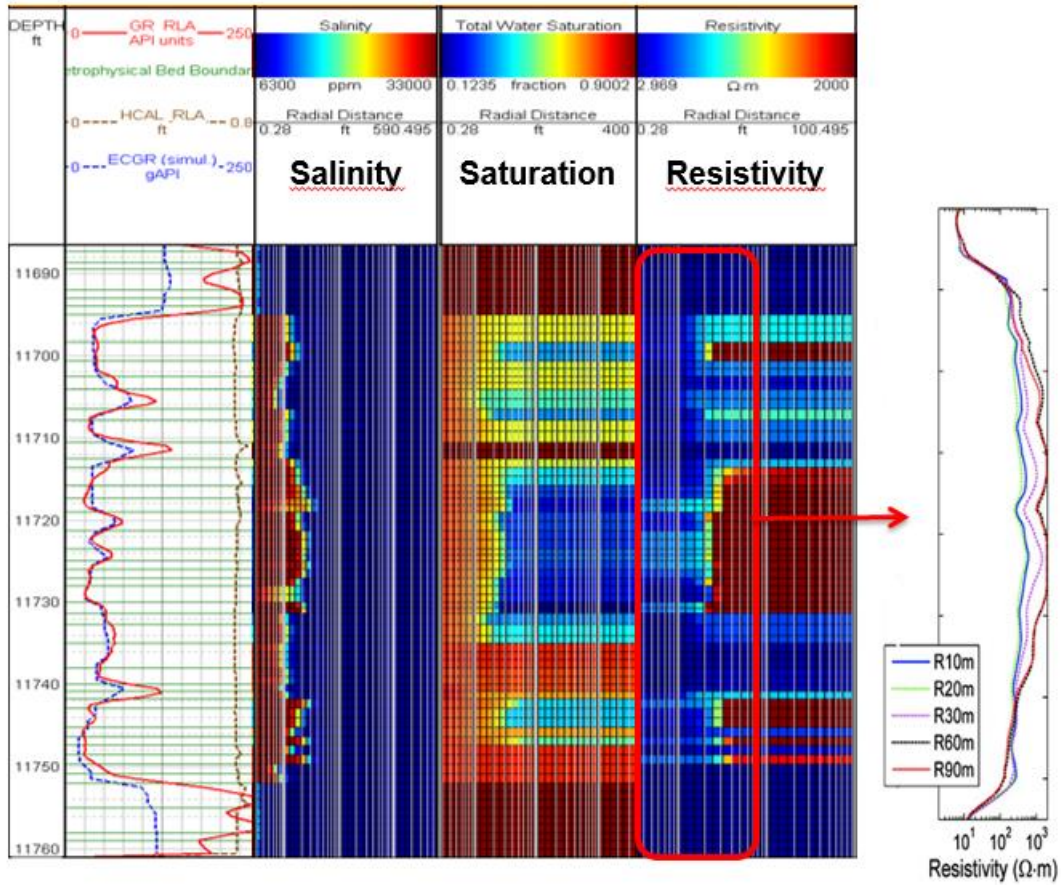 DEPTH
ft
0 GR_RLA 250
API units
etrophysical Bed Boundar
0 HCAL_RLA 0.8
ft
0 ECGR (simul.) 250
gAPI
Salinity
6300 ppm 33000
Radial Distance
0.28 ft 590.495
Salinity
Total Water Saturation
0.1235 fraction 0.9002
Radial Distance
0.28 ft 400
Saturation
Resistivity
2.969 Ω·m 2000
Radial Distance
0.28 ft 100.495
Resistivity
11690
11700
11710
11720
11730
11740
11750
11760
R10m
R20m
R30m
R60m
R90m
10¹ 10² 10³
Resistivity (Ω·m)